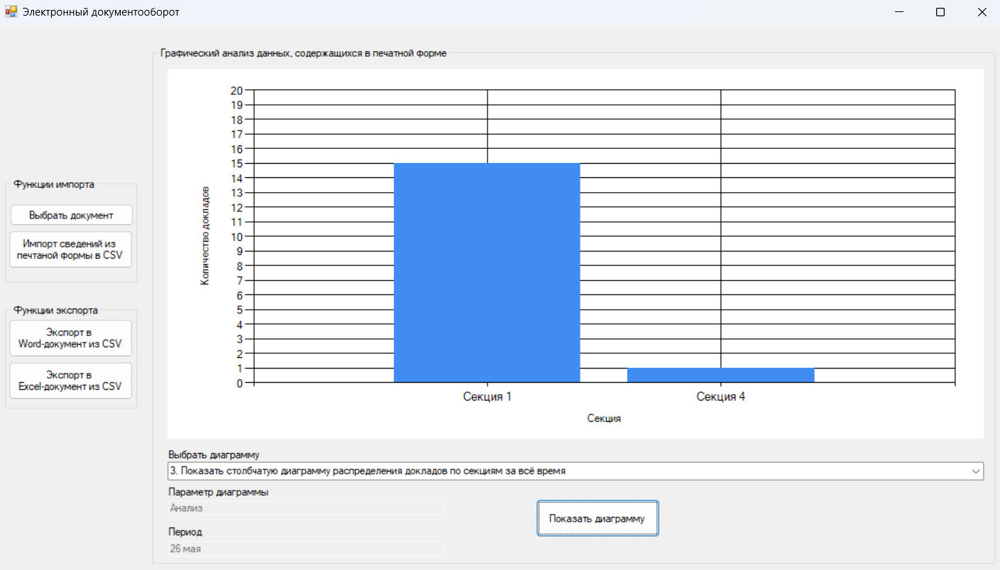 Электронный документооборот
Графический анализ данных, содержащихся в печатной форме
20
19
18
17
16
15
14
13
12
11
10
9
8
7
6
5
4
3
2
1
0
Количество докладов
Секция 1
Секция 4
Секция
Функции импорта
Выбрать документ
Импорт сведений из
печтаной формы в CSV
Функции экспорта
Экспорт в
Word-документ из CSV
Экспорт в
Excel-документ из CSV
Выбрать диаграмму
3. Показать столбчатую диаграмму распределения докладов по секциям за всё время
Параметр диаграммы
Анализ
Показать диаграмму
Период
26 мая